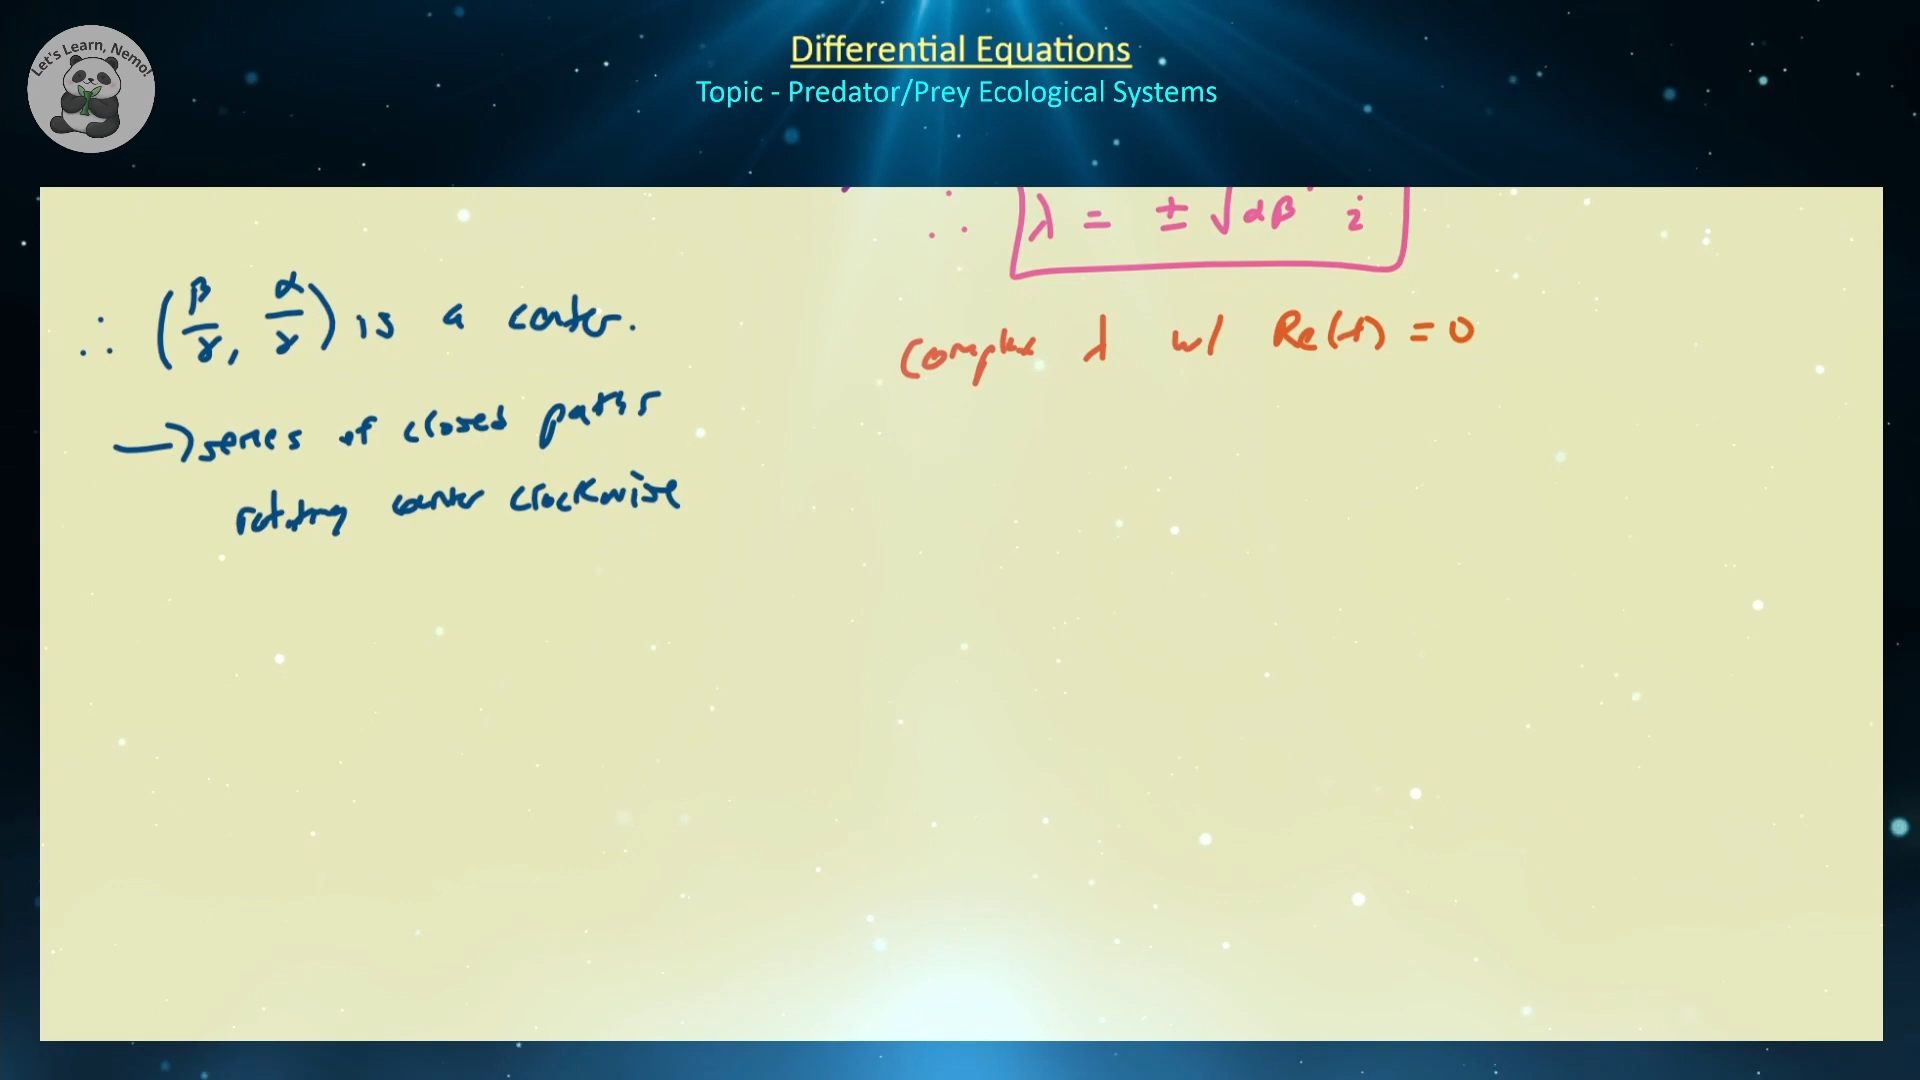 Let's Learn, Nemo!
Differential Equations
Topic - Predator/Prey Ecological Systems
∴ λ = ± √αβ i
∴ (β/γ, α/γ) is a center.
complex λ w/ Re(λ) = 0
→ series of closed paths
rotating counter clockwise